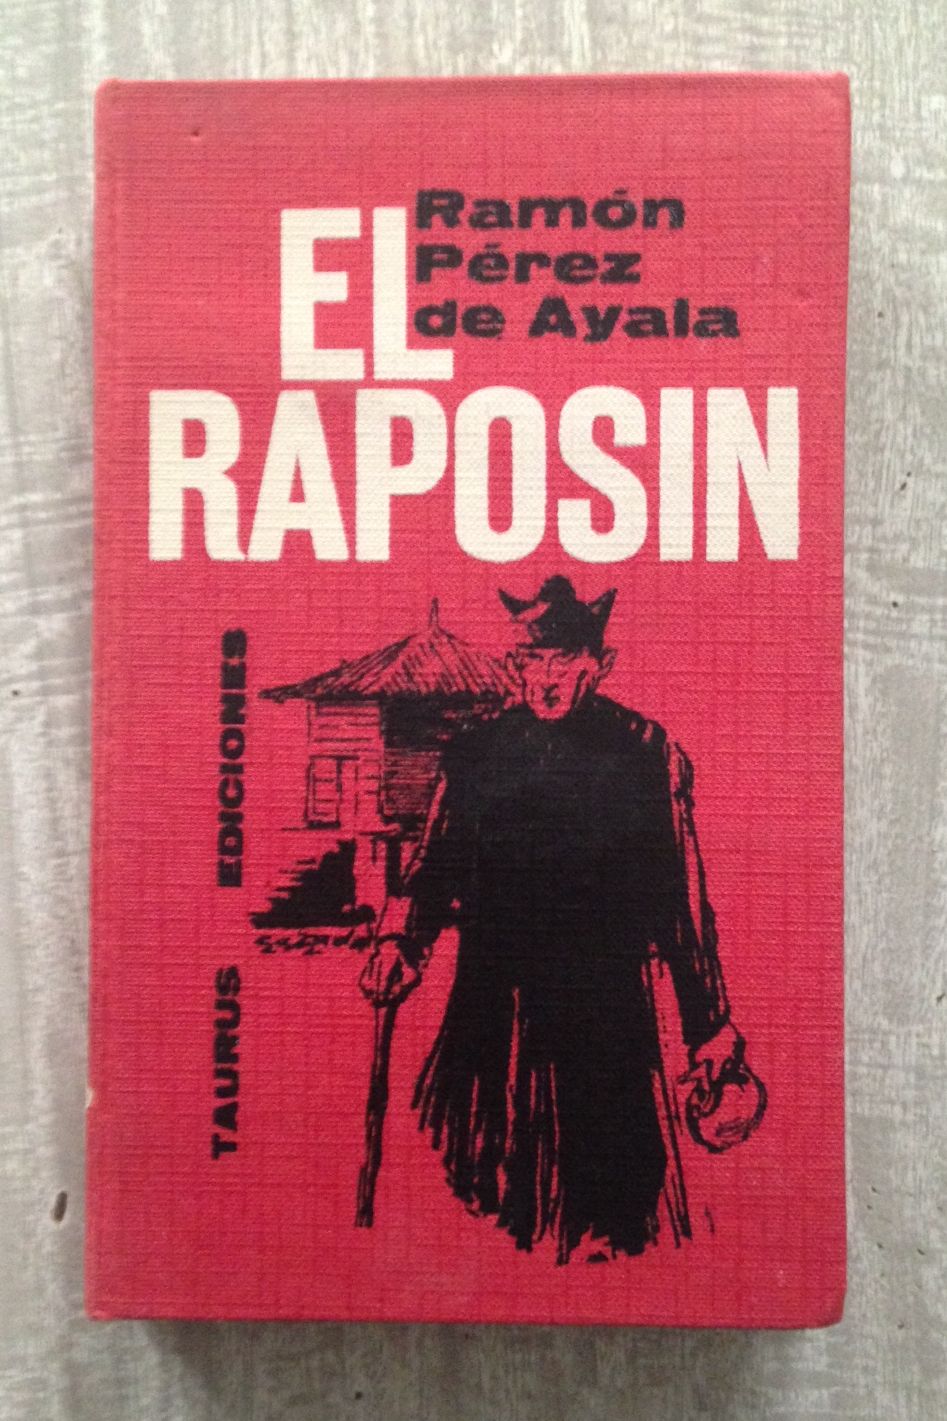 Ramón
Pérez
de Ayala
EL
RAPOSIN
TAURUS EDICIONES